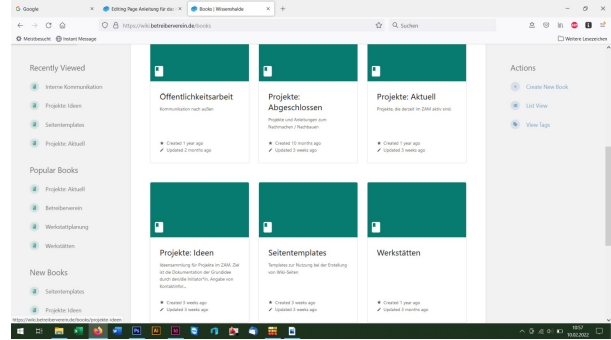 Google
Editing Page Anleitung für das
Books | Wissenshalde
https://wiki.betreiberverein.de/books
Suchen
Meistbesucht
Instant Message
Weitere Lesezeichen
Recently Viewed
Interne Kommunikation
Projekte: Ideen
Seitentemplates
Projekte: Aktuell
Popular Books
Projekte: Aktuell
Betreiberverein
Werkstattplanung
Werkstätten
New Books
Seitentemplates
Projekte: Ideen
Öffentlichkeitsarbeit
Kommunikation nach außen
Created 1 year ago
Updated 2 months ago
Projekte:
Abgeschlossen
Projekte und Anleitungen zum
Nachmachen / Nachbauen
Created 10 months ago
Updated 3 weeks ago
Projekte: Aktuell
Projekte, die derzeit im ZAM aktiv sind.
Created 1 year ago
Updated 2 weeks ago
Projekte: Ideen
Ideensammlung für Projekte im ZAM. Ziel
ist die Dokumentation der Grundidee
durch den/die Initiator*in, Angabe von
Kontaktinfo...
Created 3 weeks ago
Updated 3 weeks ago
Seitentemplates
Templates zur Nutzung bei der Erstellung
von Wiki-Seiten
Created 3 weeks ago
Updated 3 weeks ago
Werkstätten
Created 1 year ago
Updated 3 weeks ago
Actions
Create New Book
List View
View Tags
https://wiki.betreiberverein.de/books/projekte-ideen
10:57
10.02.2022